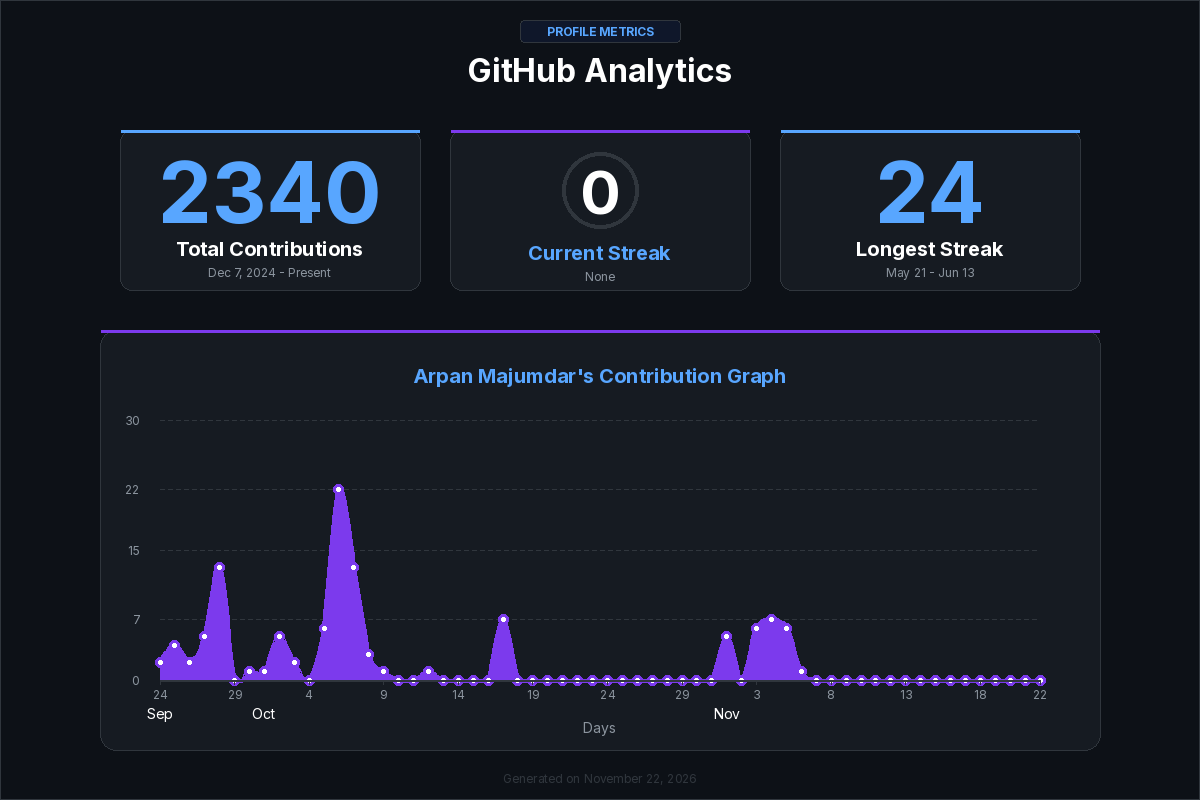 PROFILE METRICS
GitHub Analytics
2340
Total Contributions
Dec 7, 2024 - Present
0
Current Streak
None
24
Longest Streak
May 21 - Jun 13
Arpan Majumdar's Contribution Graph
30
22
15
7
0
24 29 4 9 14 19 24 29 3 8 13 18 22
Sep Oct Nov
Days
Generated on November 22, 2026